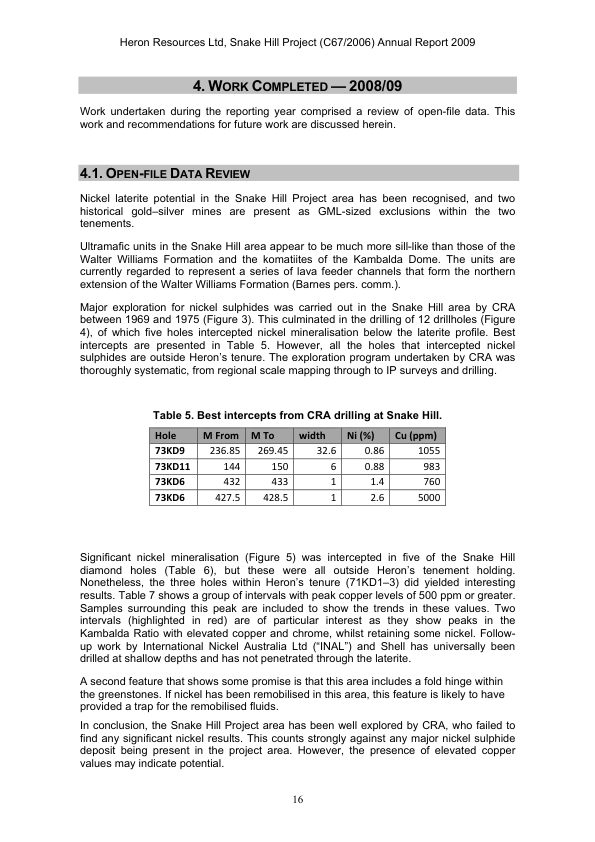 Heron Resources Ltd, Snake Hill Project (C67/2006) Annual Report 2009
4. WORK COMPLETED — 2008/09
Work undertaken during the reporting year comprised a review of open-file data. This
work and recommendations for future work are discussed herein.
4.1. OPEN-FILE DATA REVIEW
Nickel laterite potential in the Snake Hill Project area has been recognised, and two
historical gold–silver mines are present as GML-sized exclusions within the two
tenements.
Ultramafic units in the Snake Hill area appear to be much more sill-like than those of the
Walter Williams Formation and the komatiites of the Kambalda Dome. The units are
currently regarded to represent a series of lava feeder channels that form the northern
extension of the Walter Williams Formation (Barnes pers. comm.).
Major exploration for nickel sulphides was carried out in the Snake Hill area by CRA
between 1969 and 1975 (Figure 3). This culminated in the drilling of 12 drillholes (Figure
4), of which five holes intercepted nickel mineralisation below the laterite profile. Best
intercepts are presented in Table 5. However, all the holes that intercepted nickel
sulphides are outside Heron's tenure. The exploration program undertaken by CRA was
thoroughly systematic, from regional scale mapping through to IP surveys and drilling.
Table 5. Best intercepts from CRA drilling at Snake Hill.
Hole M From M To width Ni (%) Cu (ppm)
73KD9 236.85 269.45 32.6 0.86 1055
73KD11 144 150 6 0.88 983
73KD6 432 433 1 1.4 760
73KD6 427.5 428.5 1 2.6 5000
Significant nickel mineralisation (Figure 5) was intercepted in five of the Snake Hill
diamond holes (Table 6), but these were all outside Heron's tenement holding.
Nonetheless, the three holes within Heron's tenure (71KD1–3) did yielded interesting
results. Table 7 shows a group of intervals with peak copper levels of 500 ppm or greater.
Samples surrounding this peak are included to show the trends in these values. Two
intervals (highlighted in red) are of particular interest as they show peaks in the
Kambalda Ratio with elevated copper and chrome, whilst retaining some nickel. Follow-
up work by International Nickel Australia Ltd ("INAL") and Shell has universally been
drilled at shallow depths and has not penetrated through the laterite.
A second feature that shows some promise is that this area includes a fold hinge within
the greenstones. If nickel has been remobilised in this area, this feature is likely to have
provided a trap for the remobilised fluids.
In conclusion, the Snake Hill Project area has been well explored by CRA, who failed to
find any significant nickel results. This counts strongly against any major nickel sulphide
deposit being present in the project area. However, the presence of elevated copper
values may indicate potential.
16